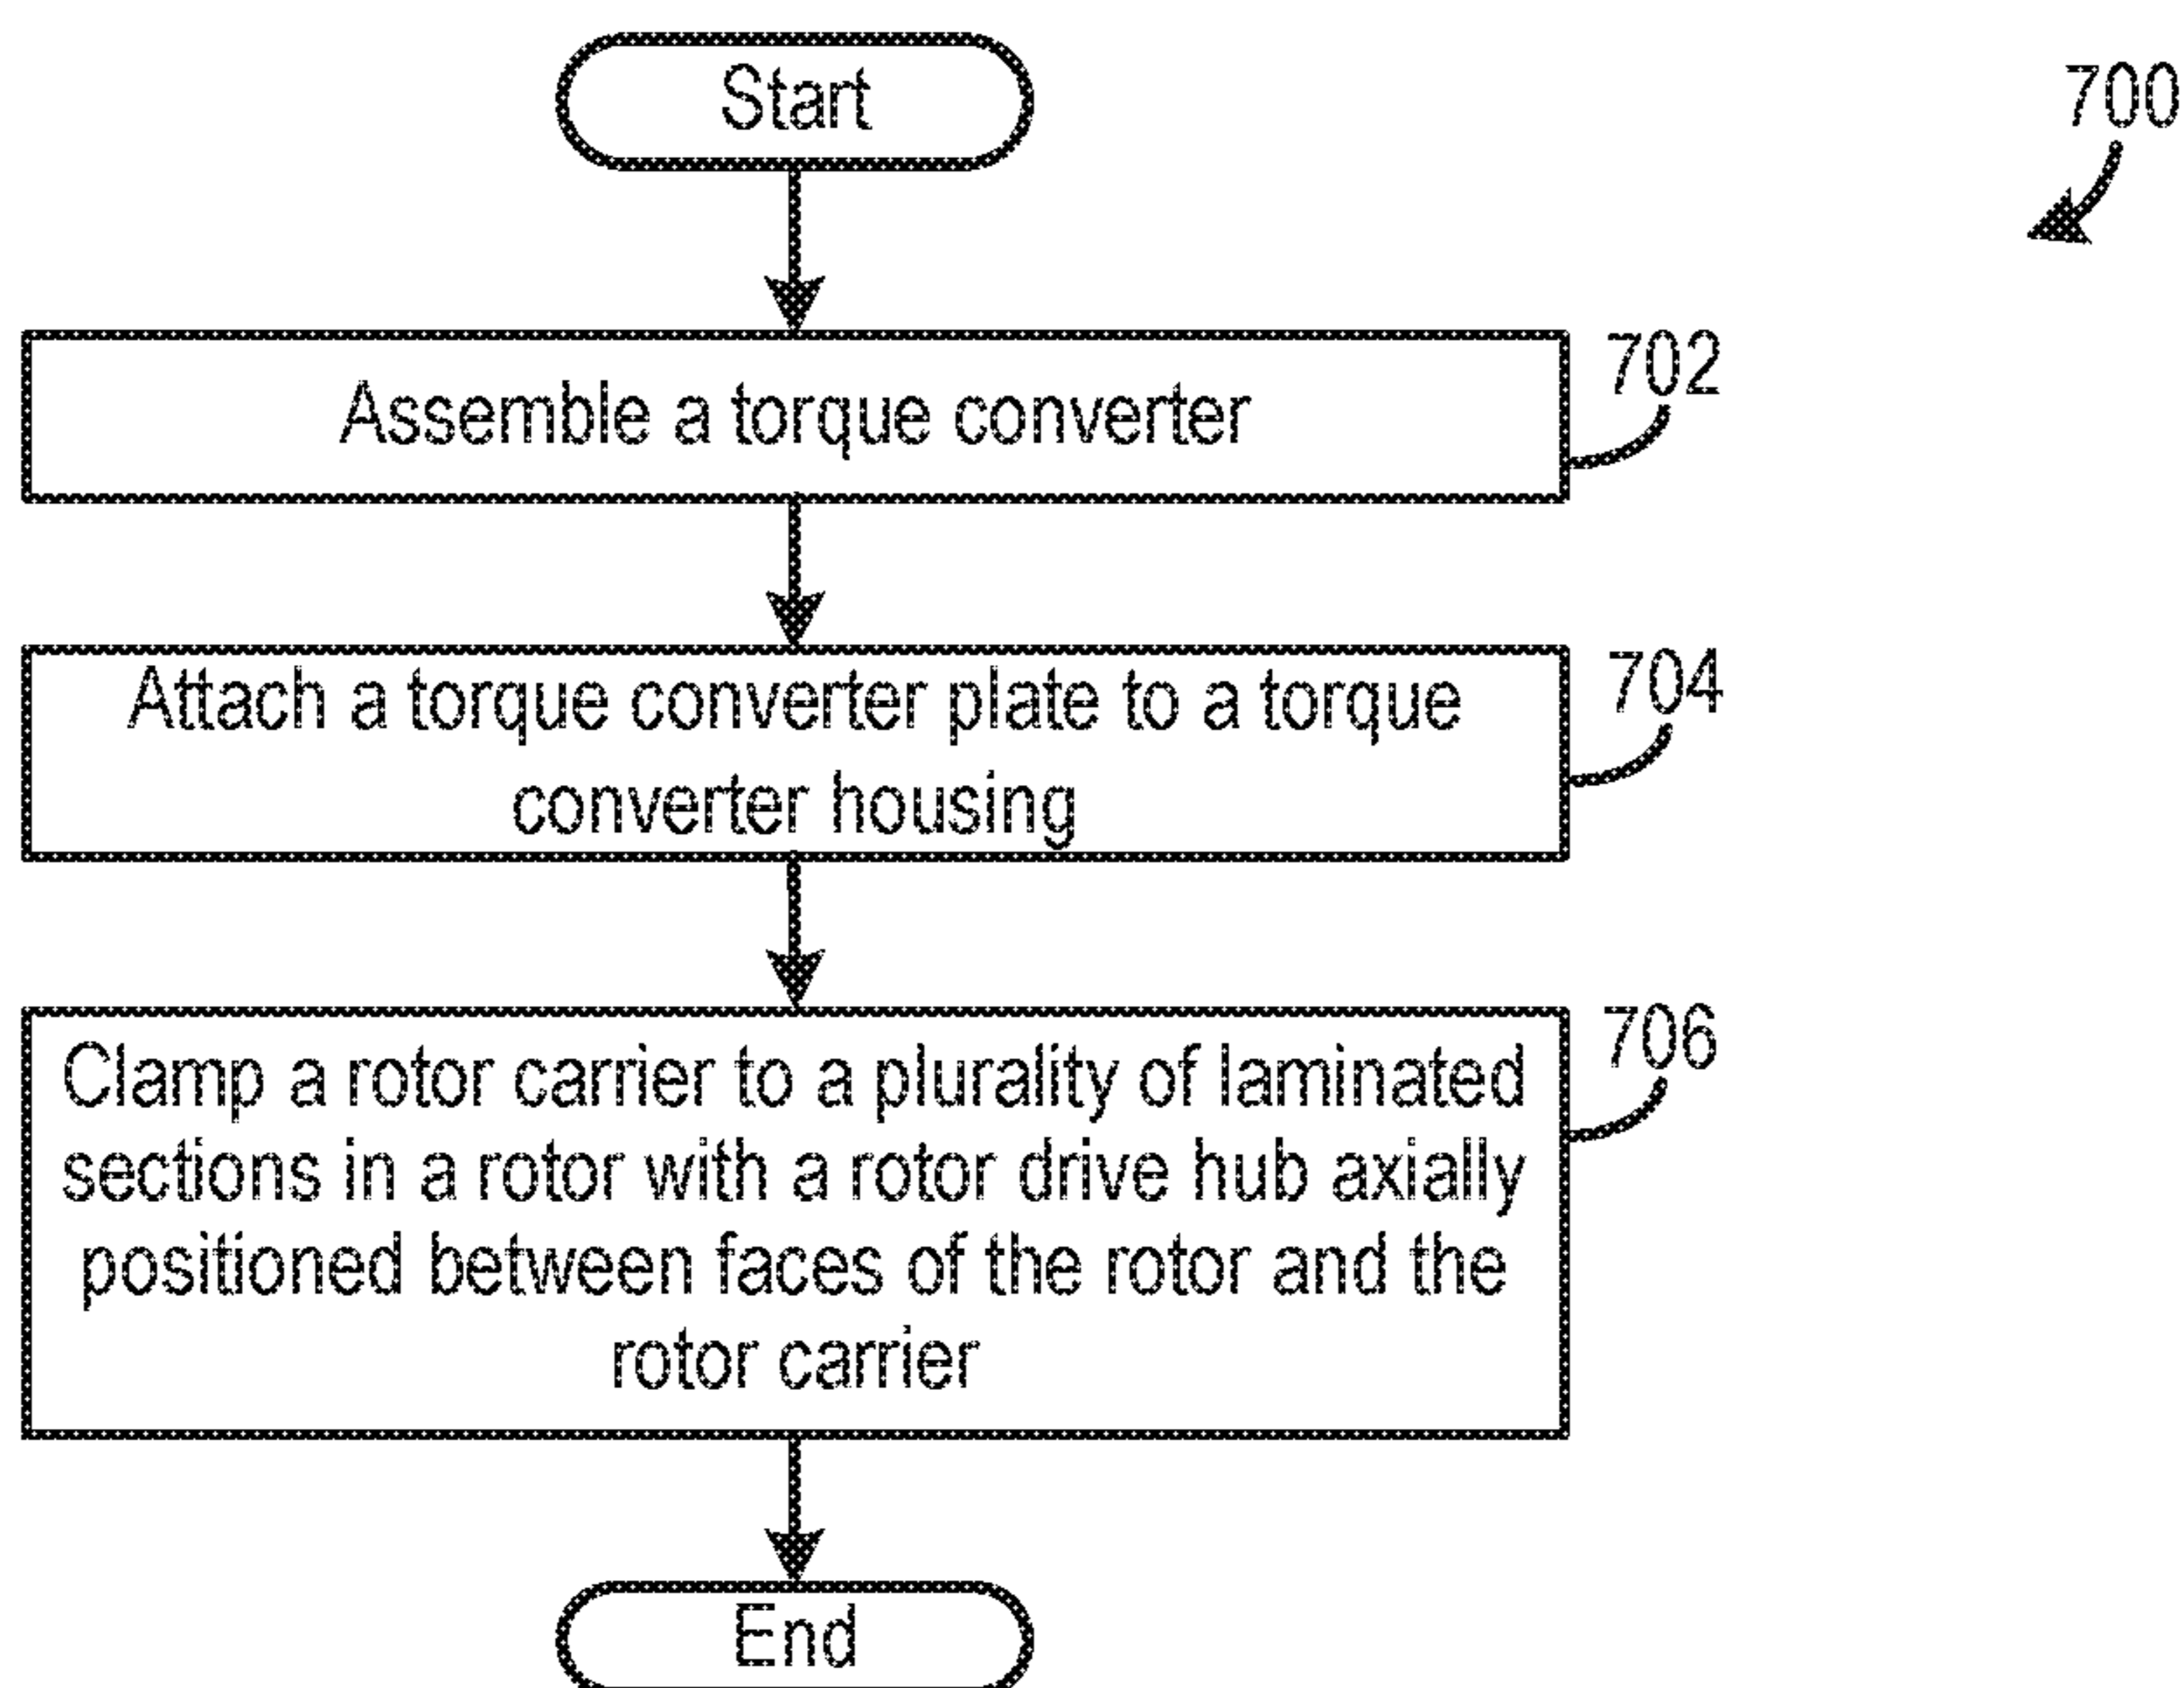 Start
700
Assemble a torque converter
702
Attach a torque converter plate to a torque
converter housing
704
Clamp a rotor carrier to a plurality of laminated
sections in a rotor with a rotor drive hub axially
positioned between faces of the rotor and the
rotor carrier
706
End